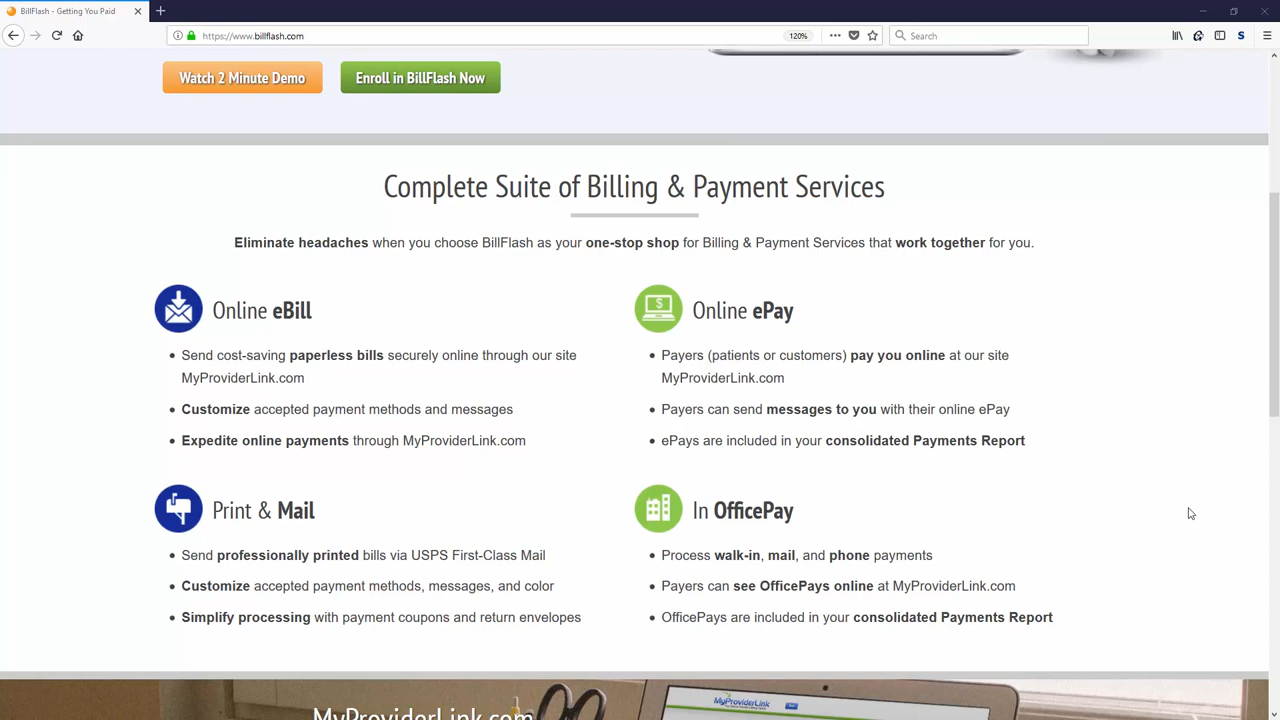 BillFlash - Getting You Paid
https://www.billflash.com
120%
Search
Watch 2 Minute Demo
Enroll in BillFlash Now
Complete Suite of Billing & Payment Services
Eliminate headaches when you choose BillFlash as your one-stop shop for Billing & Payment Services that work together for you.
Online eBill
• Send cost-saving paperless bills securely online through our site
MyProviderLink.com
• Customize accepted payment methods and messages
• Expedite online payments through MyProviderLink.com
Online ePay
• Payers (patients or customers) pay you online at our site
MyProviderLink.com
• Payers can send messages to you with their online ePay
• ePays are included in your consolidated Payments Report
Print & Mail
• Send professionally printed bills via USPS First-Class Mail
• Customize accepted payment methods, messages, and color
• Simplify processing with payment coupons and return envelopes
In OfficePay
• Process walk-in, mail, and phone payments
• Payers can see OfficePays online at MyProviderLink.com
• OfficePays are included in your consolidated Payments Report
MyProviderLink.com
MyProviderLink